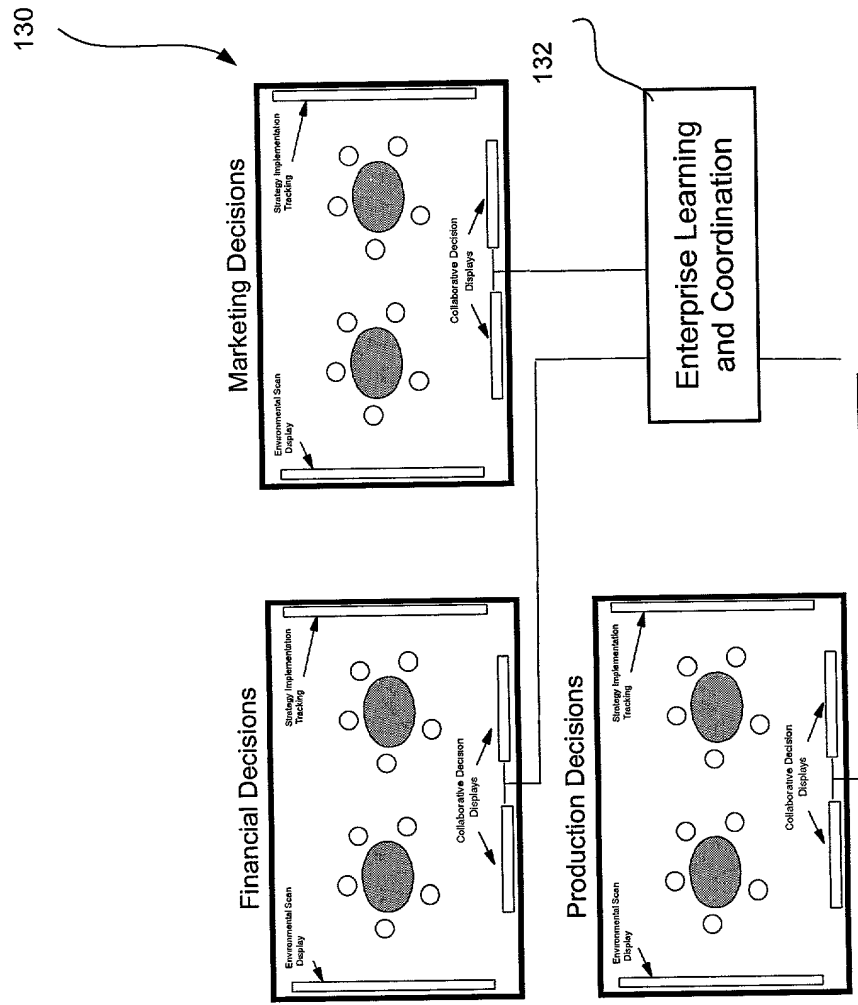 130
Marketing Decisions
Environmental Scan
Display
Strategy Implementation
Tracking
Collaborative Decision
Displays
132
Enterprise Learning
and Coordination
Financial Decisions
Environmental Scan
Display
Strategy Implementation
Tracking
Collaborative Decision
Displays
Production Decisions
Environmental Scan
Display
Strategy Implementation
Tracking
Collaborative Decision
Displays